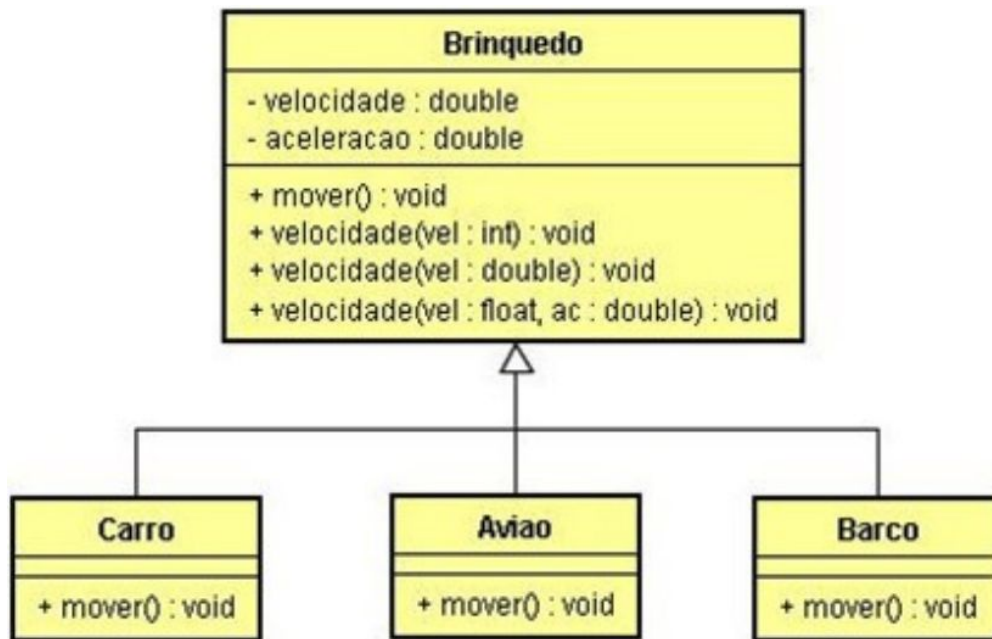 Brinquedo
- velocidade : double
- aceleracao : double
+ mover() : void
+ velocidade(vel : int) : void
+ velocidade(vel : double) : void
+ velocidade(vel : float, ac : double) : void
Carro
+ mover() : void
Aviao
+ mover() : void
Barco
+ mover() : void